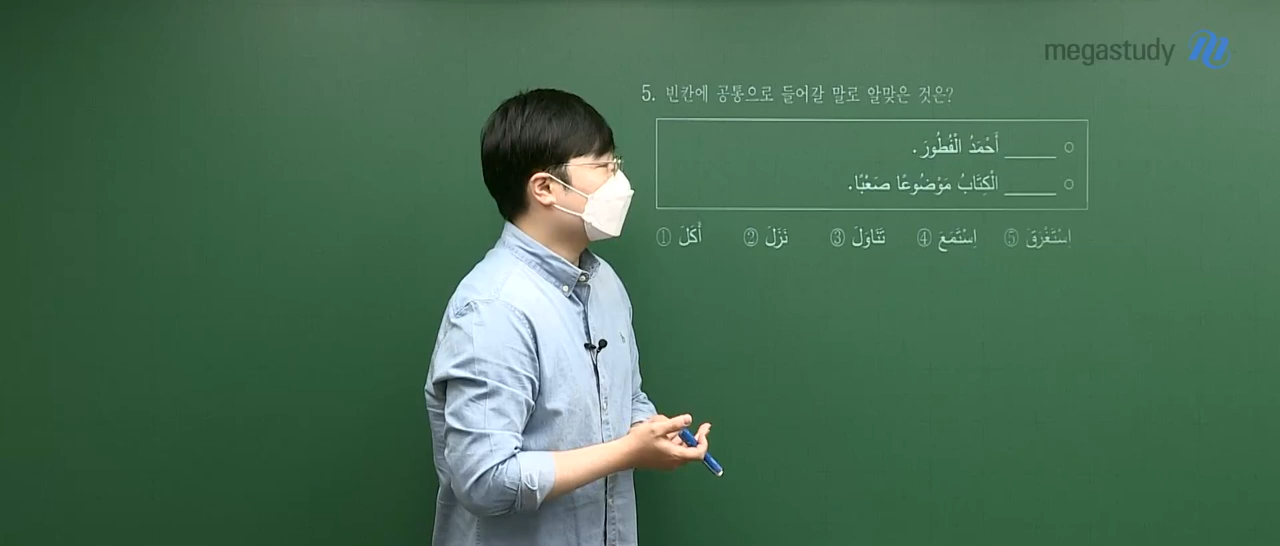 megastudy
5. 빈칸에 공통으로 들어갈 말로 알맞은 것은?
○ _____ أَحْمَدُ الْفُطُورَ.
○ _____ الْكِتَابُ مَوْضُوعًا صَعْبًا.
① أَكَلَ ② نَزَلَ ③ تَنَاوَلَ ④ اِسْتَمَعَ ⑤ اِسْتَغْرَقَ